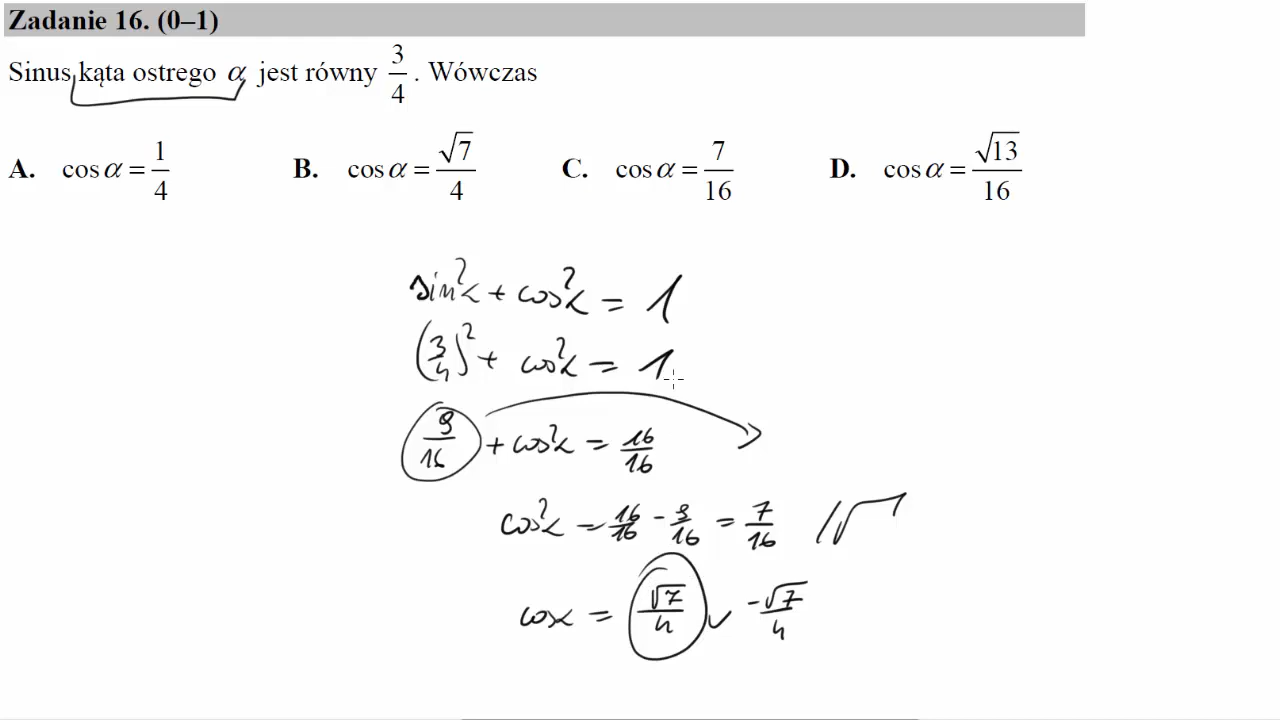 Zadanie 16. (0–1)
Sinus kąta ostrego α jest równy 3/4 . Wówczas
A. cos α = 1/4 B. cos α = √7/4 C. cos α = 7/16 D. cos α = √13/16
sin²α + cos²α = 1
(3/4)² + cos²α = 1
9/16 + cos²α = 16/16
cos²α = 16/16 - 9/16 = 7/16 /√
cosα = √7/4 ∨ -√7/4